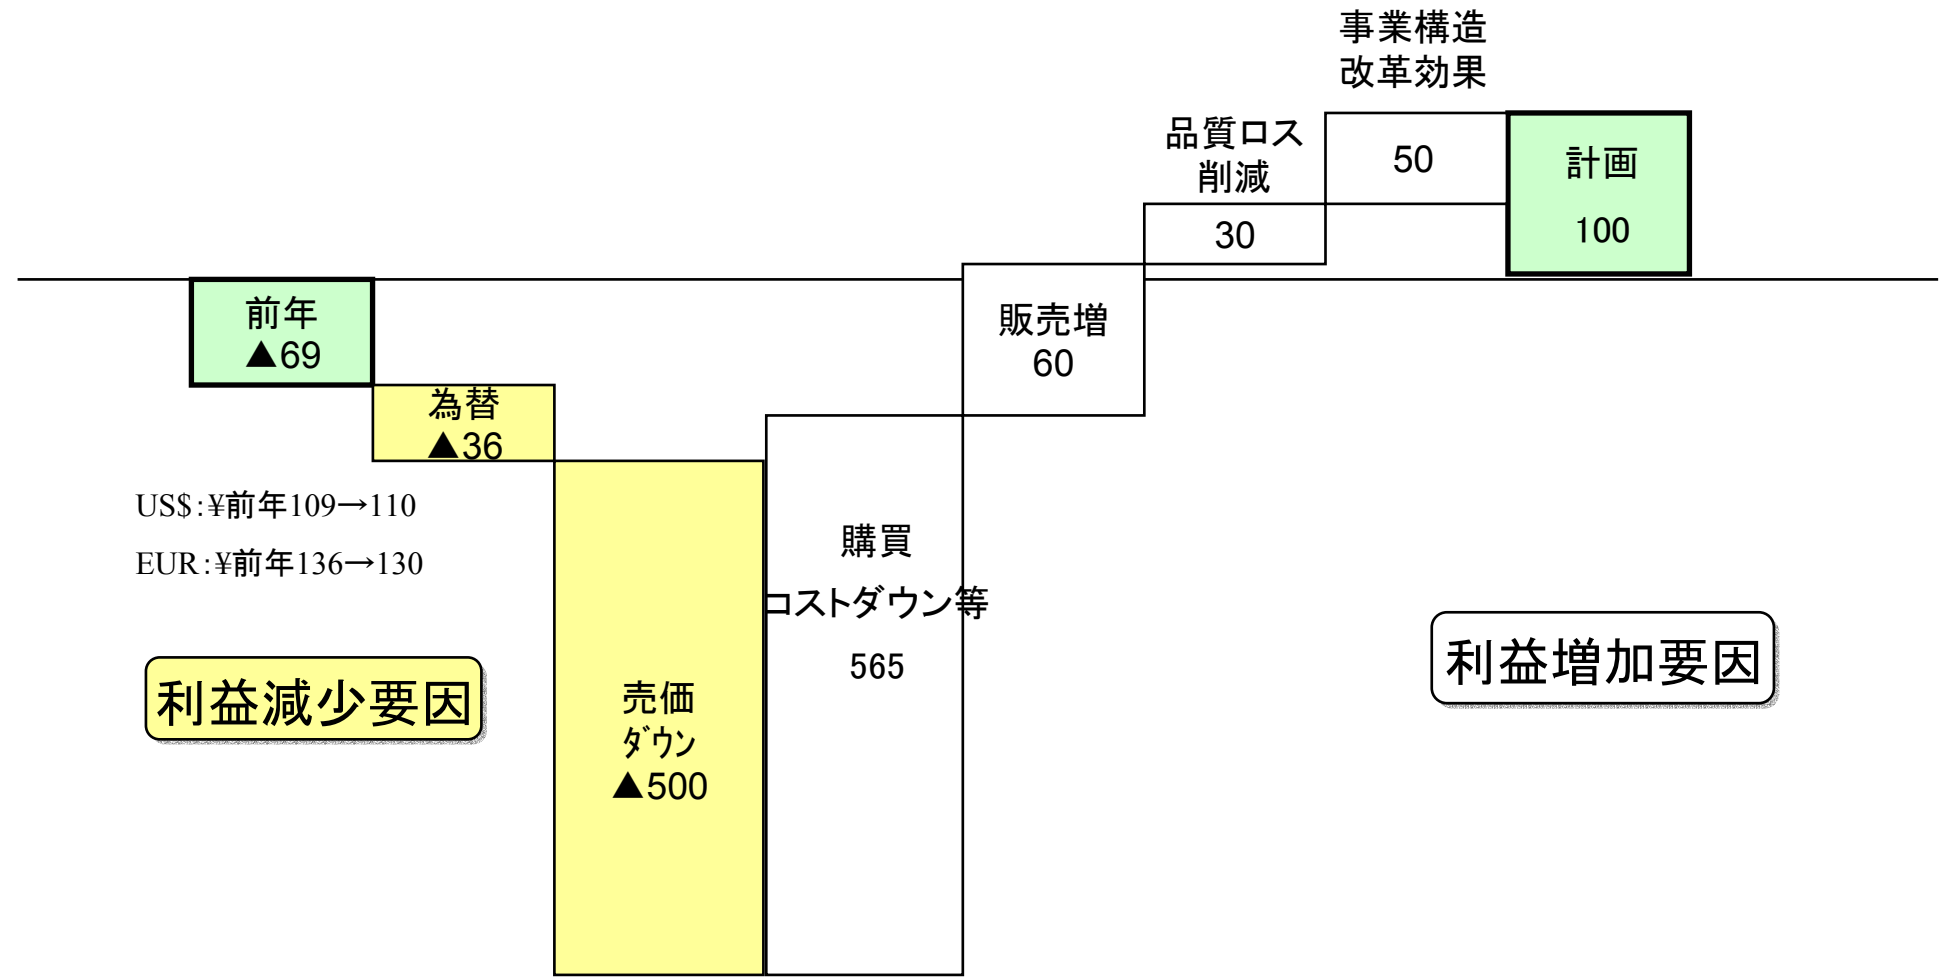 事業構造
改革効果
50
品質ロス
削減
30
計画
100
前年
▲69
為替
▲36
販売増
60
US$:¥前年109→110
EUR:¥前年136→130
購買
コストダウン等
565
売価
ﾀﾞｳﾝ
▲500
利益減少要因
利益増加要因